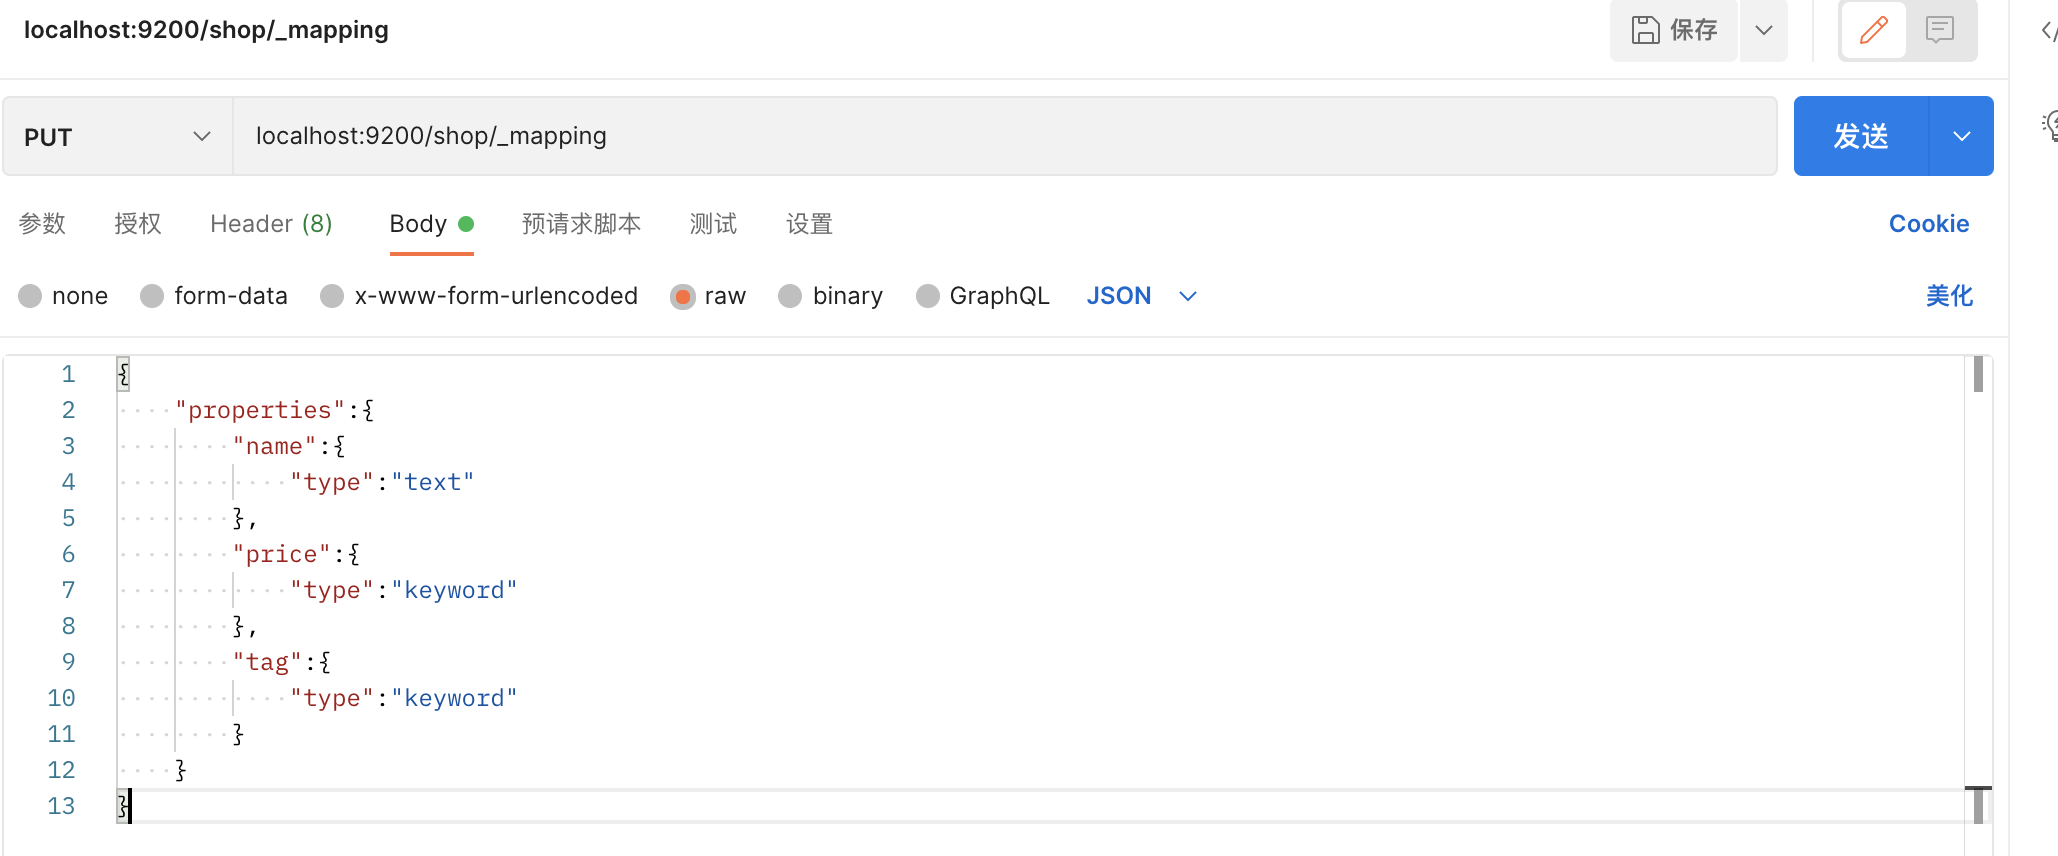 localhost:9200/shop/_mapping
保存
PUT localhost:9200/shop/_mapping 发送
参数 授权 Header (8) Body 预请求脚本 测试 设置 Cookie
none form-data x-www-form-urlencoded raw binary GraphQL JSON 美化
1 {
2 "properties":{
3 "name":{
4 "type":"text"
5 },
6 "price":{
7 "type":"keyword"
8 },
9 "tag":{
10 "type":"keyword"
11 }
12 }
13 }